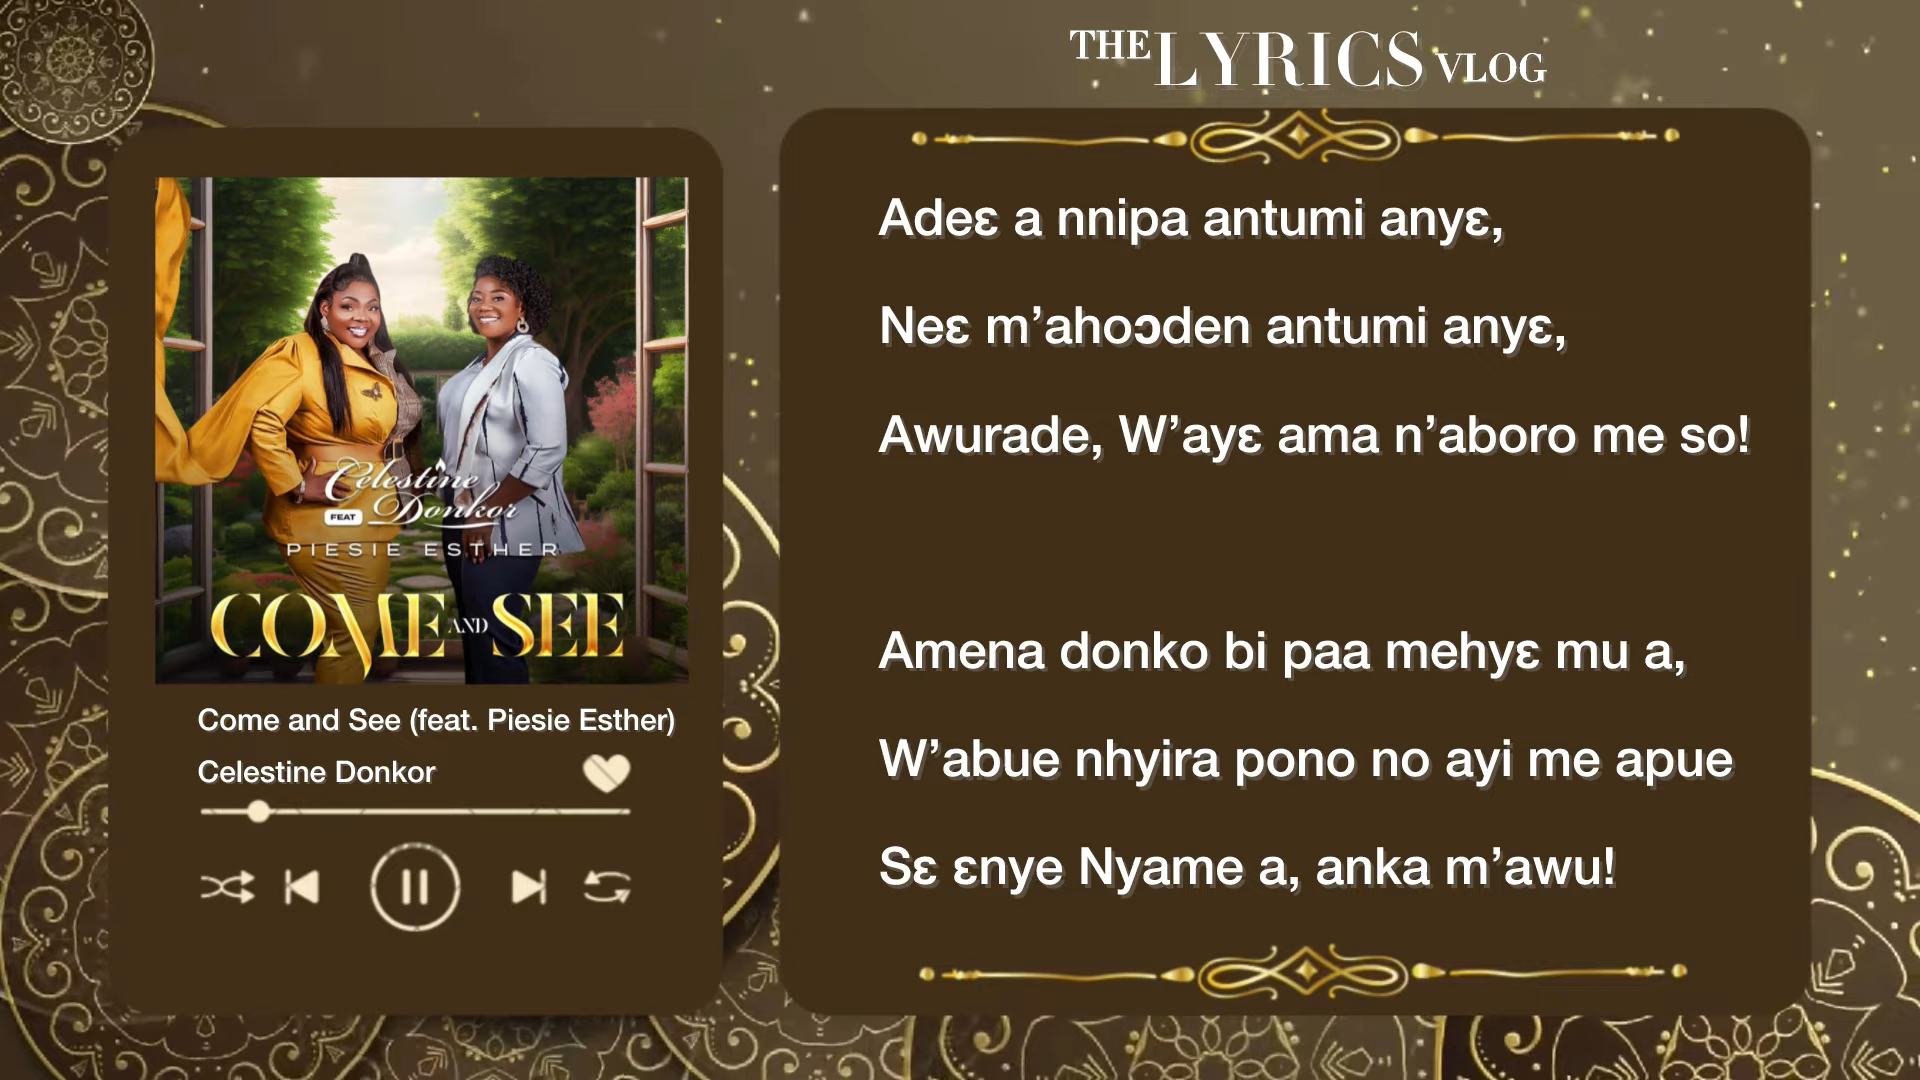 THE LYRICS VLOG
Celestine
FEAT Donkor
PIESIE ESTHER
COME AND SEE
Come and See (feat. Piesie Esther)
Celestine Donkor
Adeɛ a nnipa antumi anyɛ,
Neɛ m’ahoɔden antumi anyɛ,
Awurade, W’ayɛ ama n’aboro me so!
Amena donko bi paa mehyɛ mu a,
W’abue nhyira pono no ayi me apue
Sɛ ɛnye Nyame a, anka m’awu!